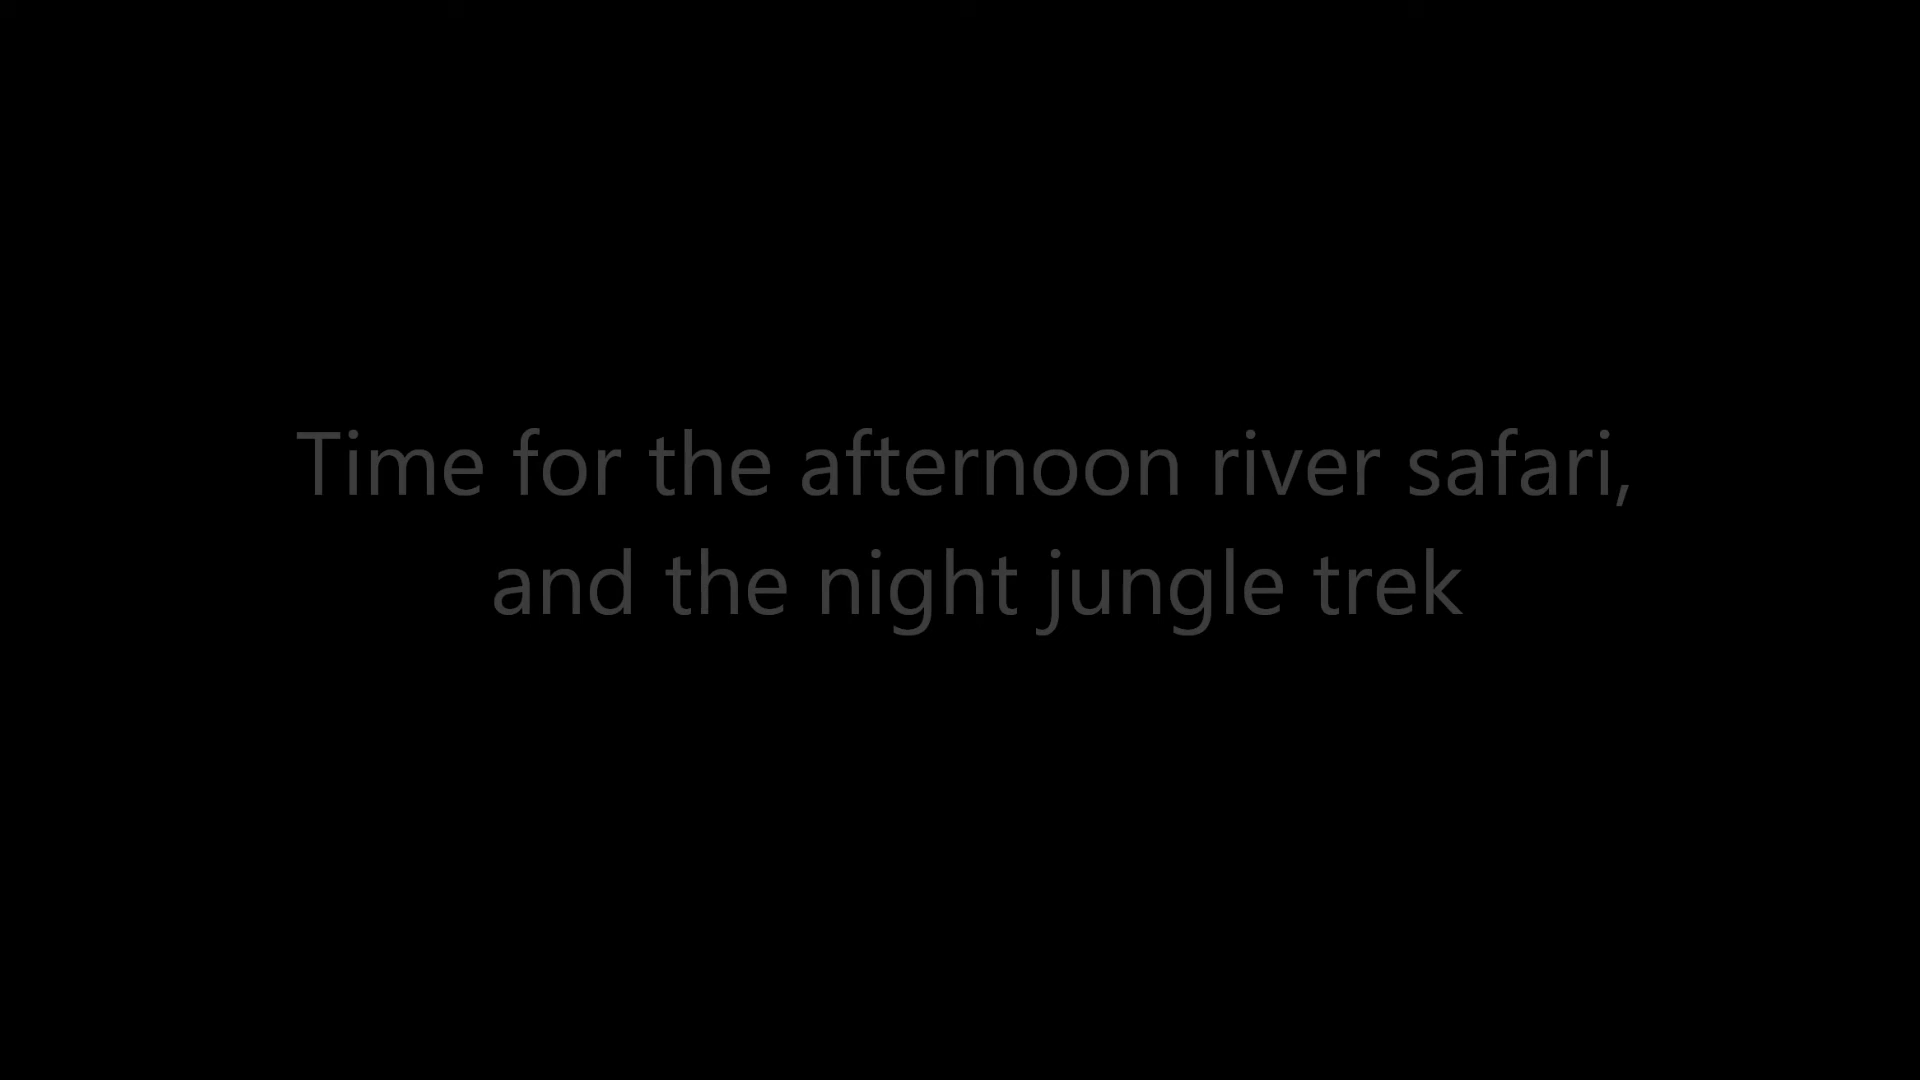 Time for the afternoon river safari,
and the night jungle trek